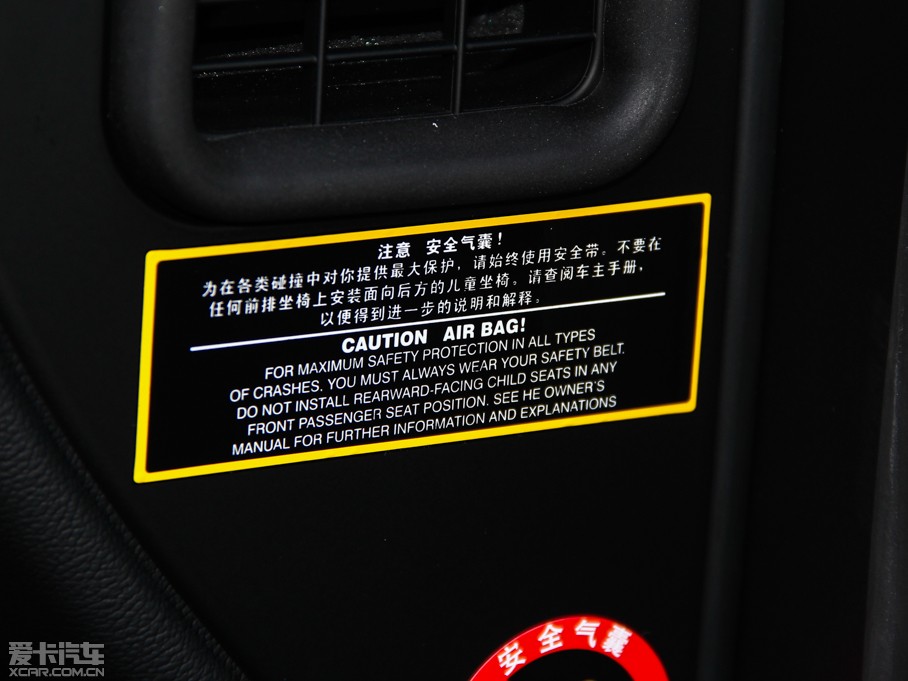 注意 安全气囊!
为在各类碰撞中对你提供最大保护，请始终使用安全带。不要在
任何前排坐椅上安装面向后方的儿童坐椅。请查阅车主手册，
以便得到进一步的说明和解释。
CAUTION AIR BAG!
FOR MAXIMUM SAFETY PROTECTION IN ALL TYPES
OF CRASHES. YOU MUST ALWAYS WEAR YOUR SAFETY BELT.
DO NOT INSTALL REARWARD-FACING CHILD SEATS IN ANY
FRONT PASSENGER SEAT POSITION. SEE HE OWNER'S
MANUAL FOR FURTHER INFORMATION AND EXPLANATIONS
安全气囊
爱卡汽车
XCAR.COM.CN